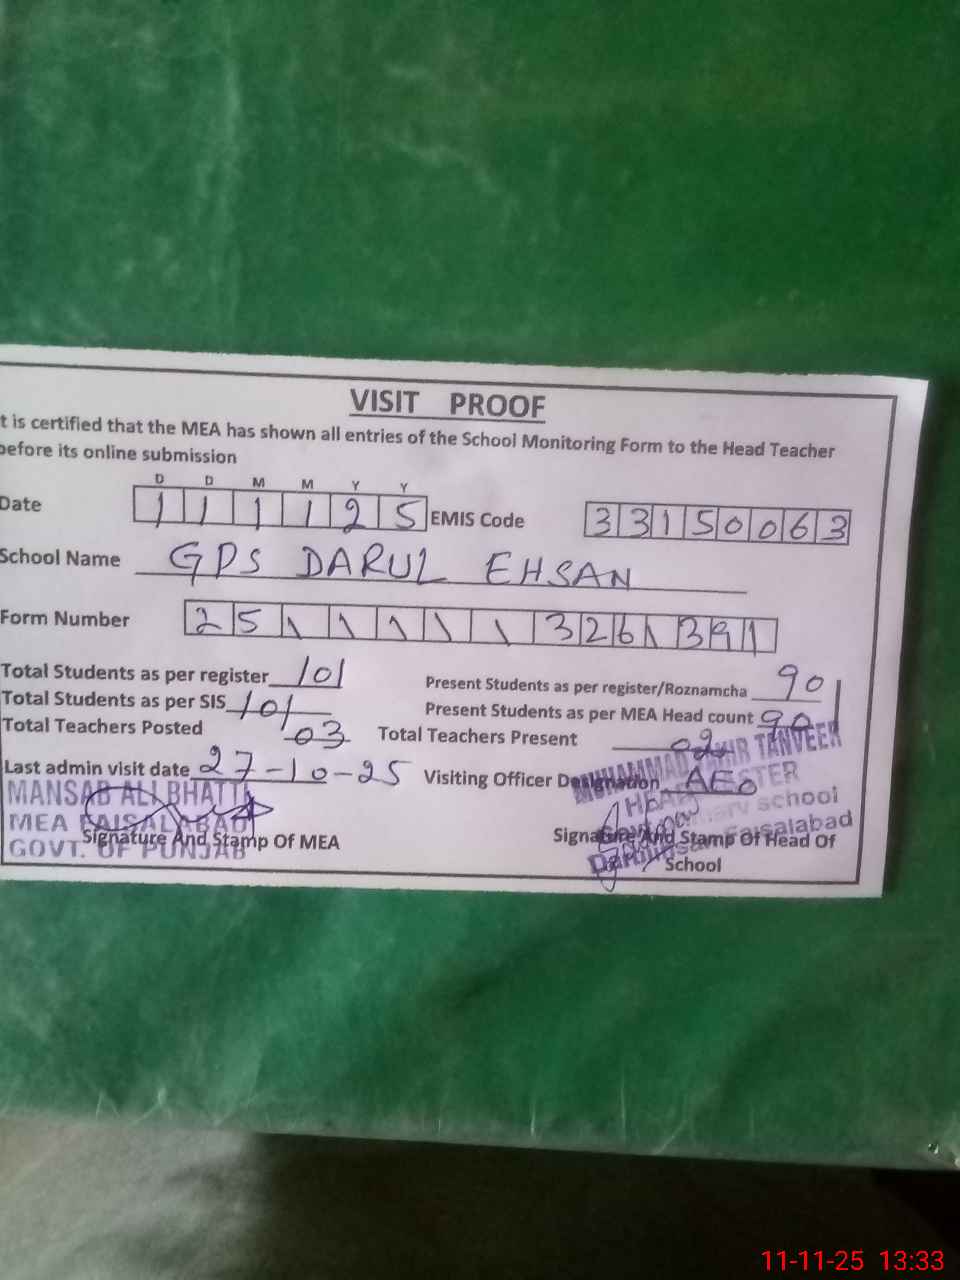 VISIT PROOF
t is certified that the MEA has shown all entries of the School Monitoring Form to the Head Teacher
before its online submission
D D M M Y Y
Date 1 1 1 1 2 5 EMIS Code 3 3 1 5 0 0 6 3
School Name GPS DARUL EHSAN
Form Number 2 5 1 1 1 1 1 3 2 6 1 3 9 1
Total Students as per register 101 Present Students as per register/Roznamcha 90
Total Students as per SIS 101 Present Students as per MEA Head count 90
Total Teachers Posted 03 Total Teachers Present 02
Last admin visit date 27-10-25 Visiting Officer Designation AEO
MANSAB ALI BHATTI
MEA FAISALABAD
GOVT. OF PUNJAB
Signature And Stamp Of MEA
MUHAMMAD TAHIR TANVEER
school
Faisalabad
Signature And Stamp Of Head Of
School
11-11-25 13:33